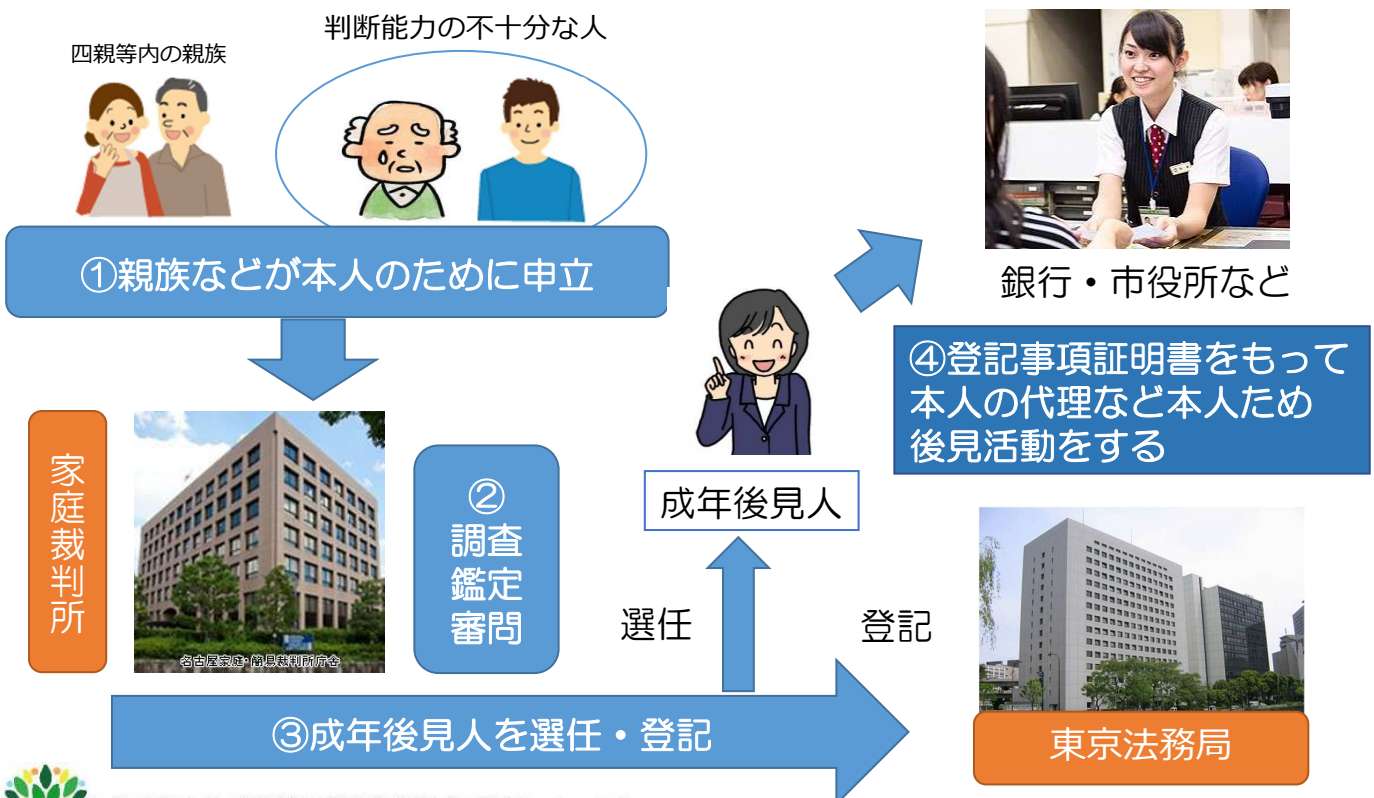 四親等内の親族
判断能力の不十分な人
①親族などが本人のために申立
家庭裁判所
名古屋家庭・簡易裁判所庁舎
②
調査
鑑定
審問
③成年後見人を選任・登記
選任
登記
成年後見人
東京法務局
銀行・市役所など
④登記事項証明書をもって
本人の代理など本人ため
後見活動をする